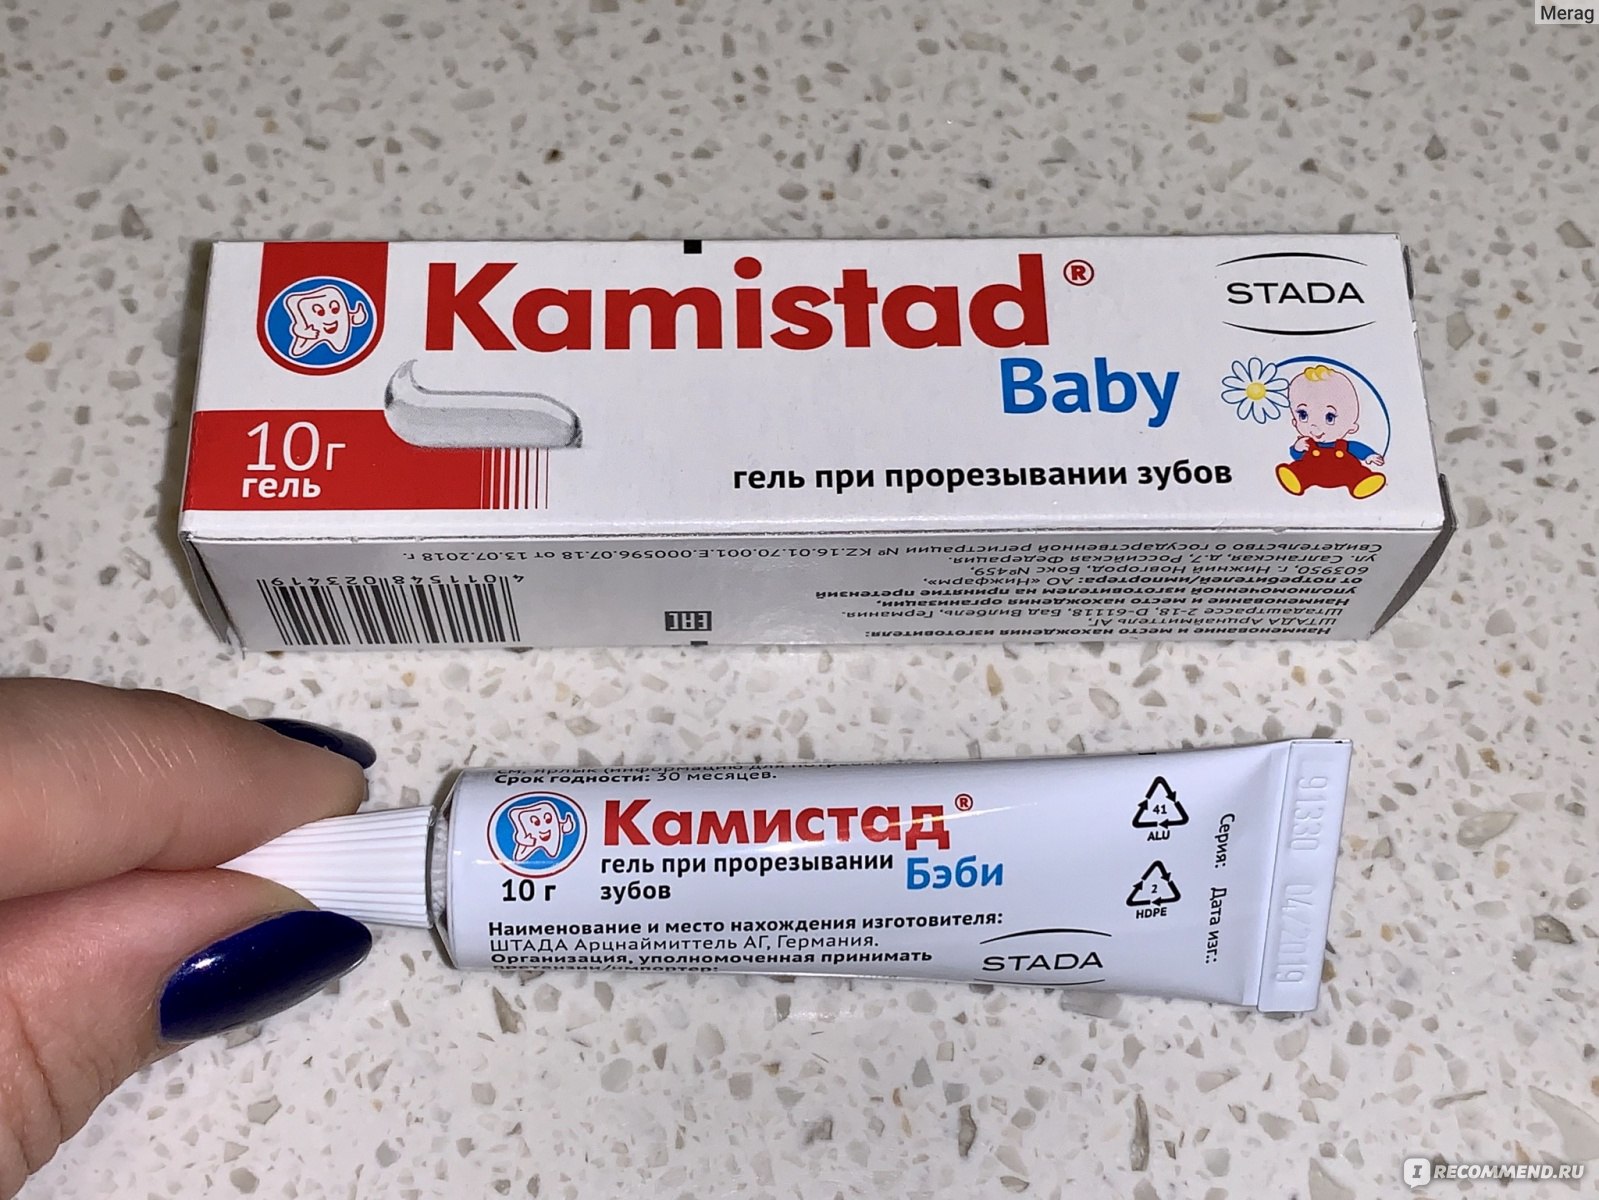 Merag
Kamistad®
STADA
Baby
10г
гель
гель при прорезывании зубов
Наименование и место нахождения изготовителя:
ШТАДА Арцнаймиттель АГ,
Штадаштрассе 2-18, D-61118, Бад Вилбель, Германия.
Наименование и место нахождения организации,
уполномоченной изготовителем на принятие претензий
от потребителей/импортера: АО «Нижфарм»,
603950, г. Нижний Новгород, Бокс №459,
ул. Салганская, д. 7, Российская Федерация.
Свидетельство о государственной регистрации № KZ.16.01.70.001.E.000596.07.18 от 13.07.2018 г.
EAC
4 011548 023419
Срок годности: 30 месяцев.
Камистад®
гель при прорезывании
зубов
Бэби
10 г
Наименование и место нахождения изготовителя:
ШТАДА Арцнаймиттель АГ, Германия.
Организация, уполномоченная принимать
претензии/импортер:
STADA
41
ALU
2
HDPE
Серия: Дата изг.:
91330 04.2019
IRECOMMEND.RU